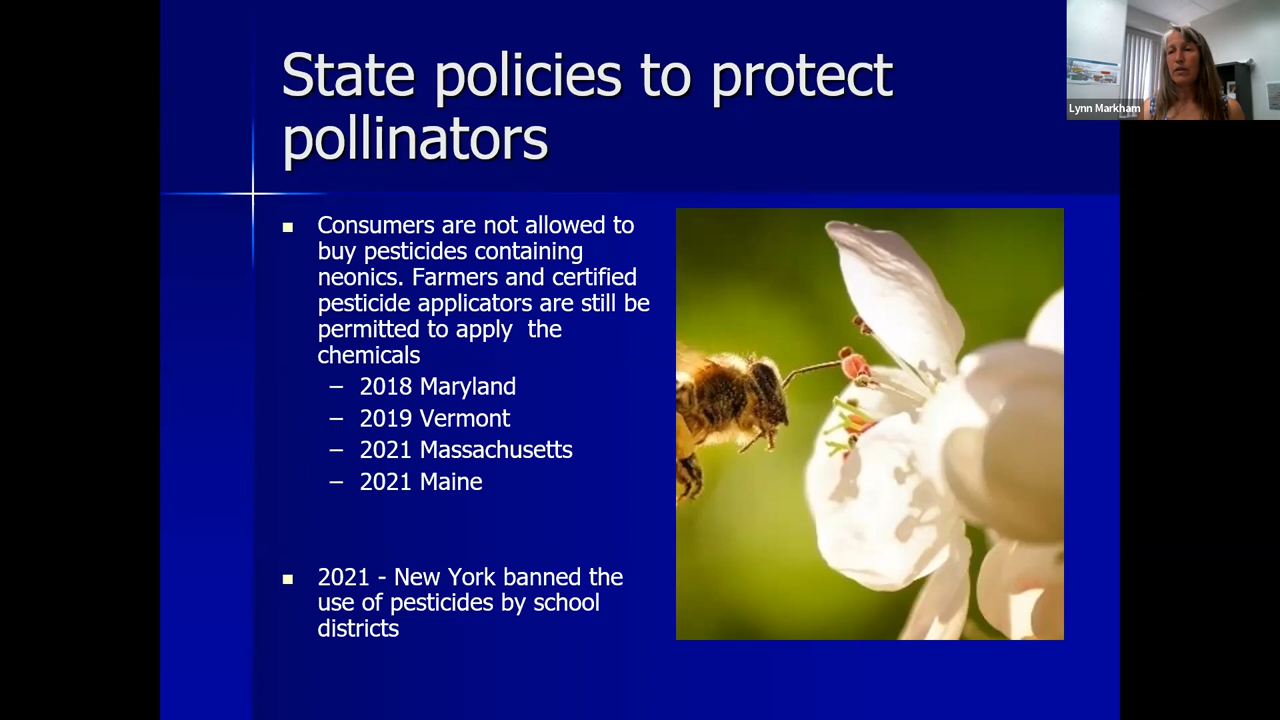 State policies to protect
pollinators
Lynn Markham
Consumers are not allowed to
buy pesticides containing
neonics. Farmers and certified
pesticide applicators are still be
permitted to apply  the
chemicals
– 2018 Maryland
– 2019 Vermont
– 2021 Massachusetts
– 2021 Maine
2021 - New York banned the
use of pesticides by school
districts